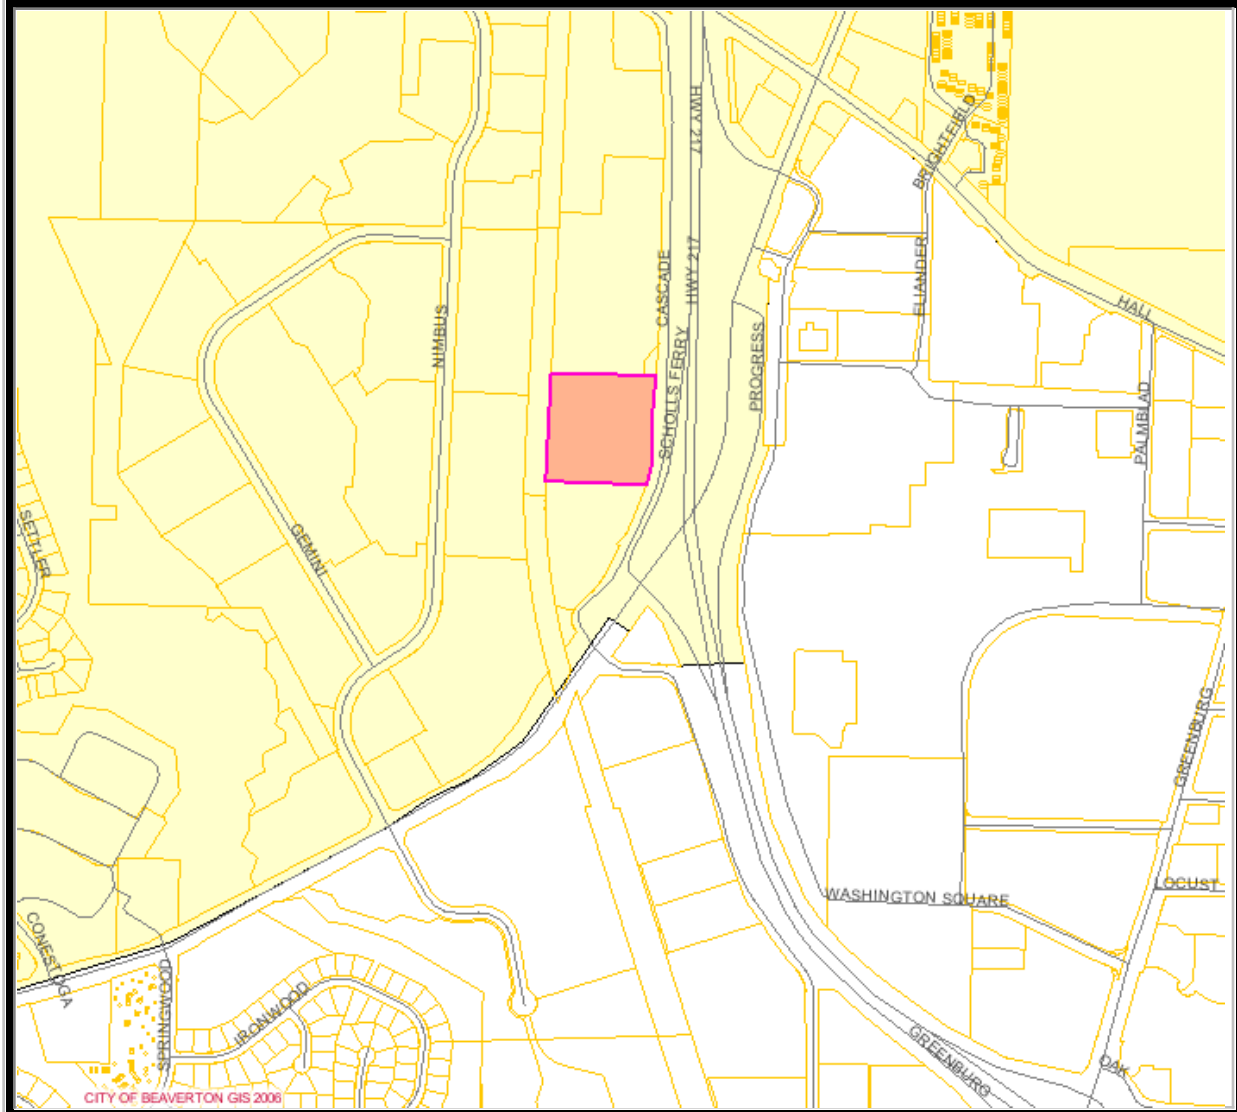 HWY 217
BRIGHTFIELD
ELIANDER
HALL
NIMBUS
CASCADE
HWY 217
SCHOLLS FERRY
PROGRESS
PALMBLAD
SETTLER
GEMINI
GREENBURG
WASHINGTON SQUARE
LOCUST
CONESTOGA
SPRINGWOOD
IRONWOOD
GREENBURG
OAK
CITY OF BEAVERTON GIS 2006